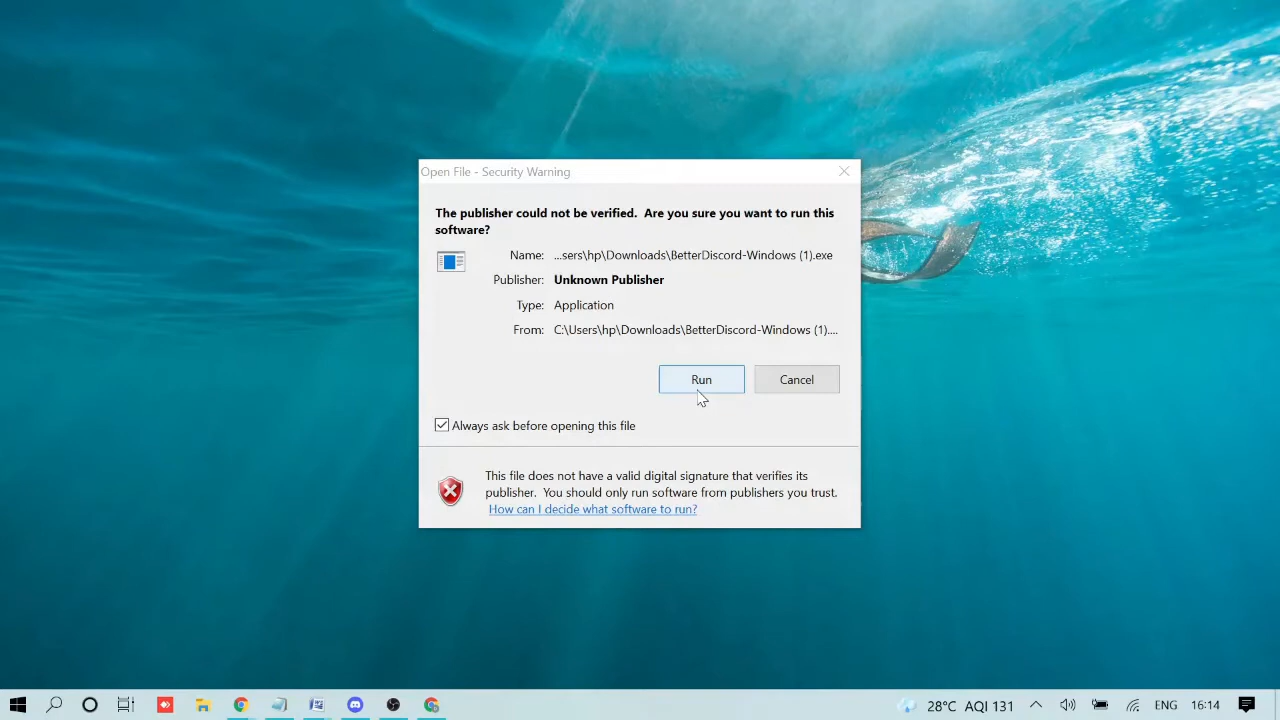 Open File - Security Warning
The publisher could not be verified.  Are you sure you want to run this
software?
Name: ...sers\hp\Downloads\BetterDiscord-Windows (1).exe
Publisher: Unknown Publisher
Type: Application
From: C:\Users\hp\Downloads\BetterDiscord-Windows (1)....
Run Cancel
Always ask before opening this file
This file does not have a valid digital signature that verifies its
publisher.  You should only run software from publishers you trust.
How can I decide what software to run?
28°C AQI 131 ENG 16:14